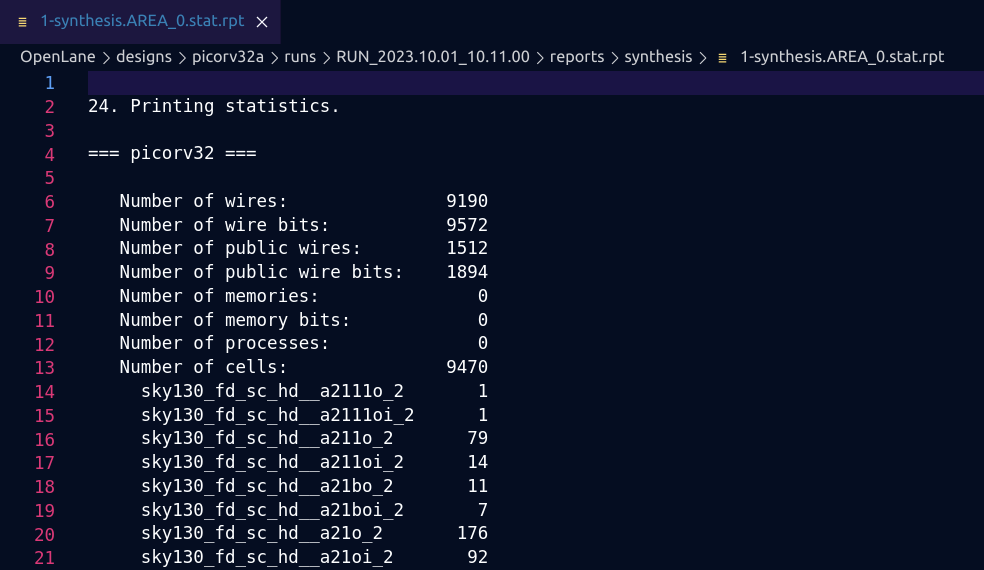 1-synthesis.AREA_0.stat.rpt ×
OpenLane > designs > picorv32a > runs > RUN_2023.10.01_10.11.00 > reports > synthesis > 1-synthesis.AREA_0.stat.rpt
1
2 24. Printing statistics.
3
4 === picorv32 ===
5
6 Number of wires: 9190
7 Number of wire bits: 9572
8 Number of public wires: 1512
9 Number of public wire bits: 1894
10 Number of memories: 0
11 Number of memory bits: 0
12 Number of processes: 0
13 Number of cells: 9470
14 sky130_fd_sc_hd__a2111o_2 1
15 sky130_fd_sc_hd__a2111oi_2 1
16 sky130_fd_sc_hd__a211o_2 79
17 sky130_fd_sc_hd__a211oi_2 14
18 sky130_fd_sc_hd__a21bo_2 11
19 sky130_fd_sc_hd__a21boi_2 7
20 sky130_fd_sc_hd__a21o_2 176
21 sky130_fd_sc_hd__a21oi_2 92